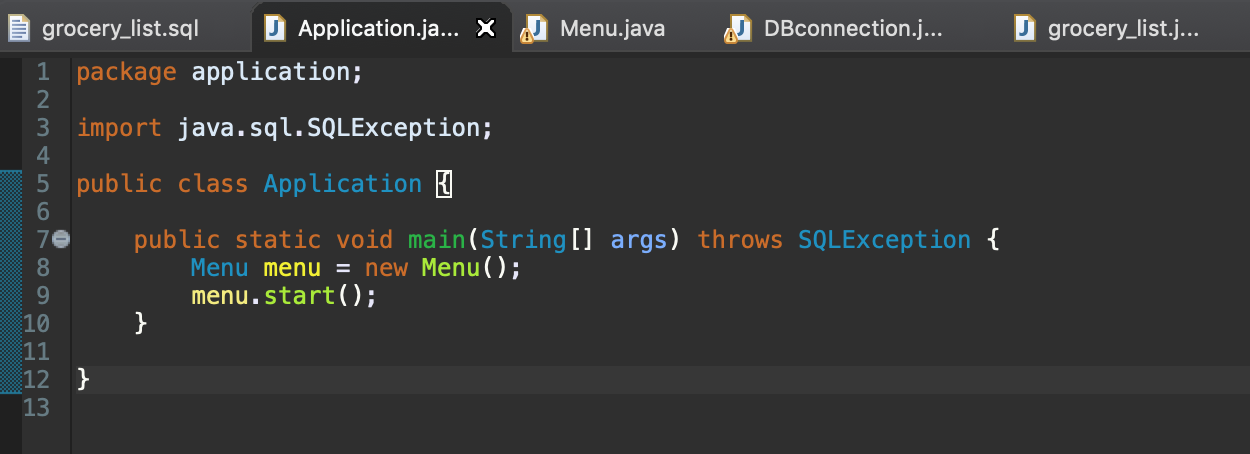 grocery_list.sql Application.ja... Menu.java DBconnection.j... grocery_list.j...
1 package application;
2
3 import java.sql.SQLException;
4
5 public class Application {
6
7 public static void main(String[] args) throws SQLException {
8 Menu menu = new Menu();
9 menu.start();
10 }
11
12 }
13